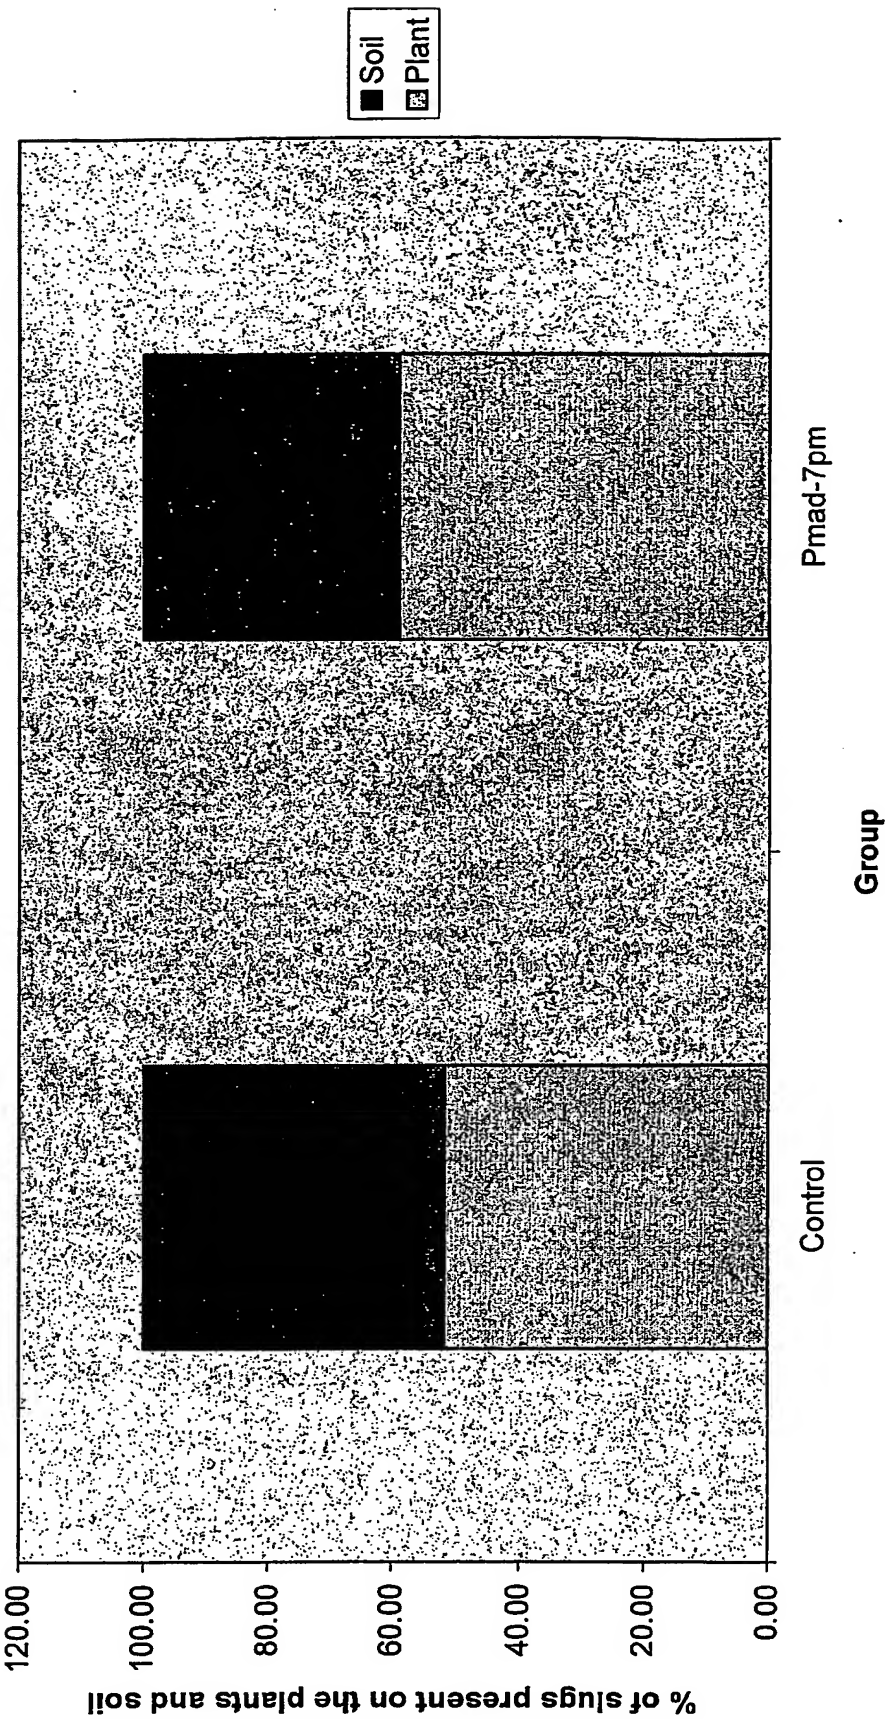 120.00
100.00
80.00
60.00
40.00
20.00
0.00
% of slugs present on the plants and soil
Control
Pmad-7pm
Group
Soil
Plant